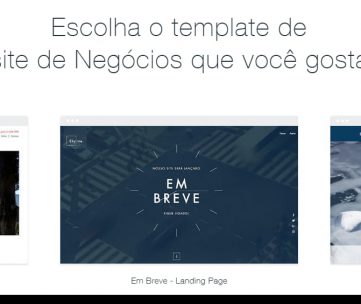 Escolha o template de
site de Negócios que você gosta
NOSSO SITE SERÁ LANÇADO
EM
BREVE
FIQUE LIGADO!
Em Breve - Landing Page